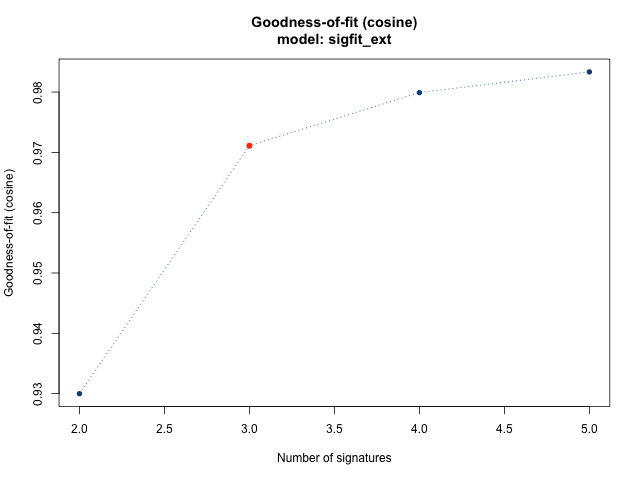 Goodness-of-fit (cosine)
model: sigfit_ext
Goodness-of-fit (cosine)
0.98
0.97
0.96
0.95
0.94
0.93
2.0 2.5 3.0 3.5 4.0 4.5 5.0
Number of signatures